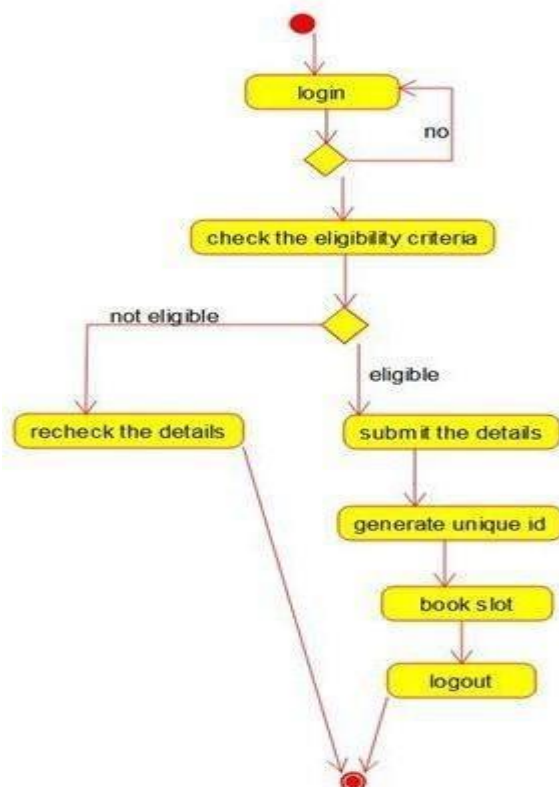 login
no
check the eligibility criteria
not eligible
eligible
recheck the details
submit the details
generate unique id
book slot
logout